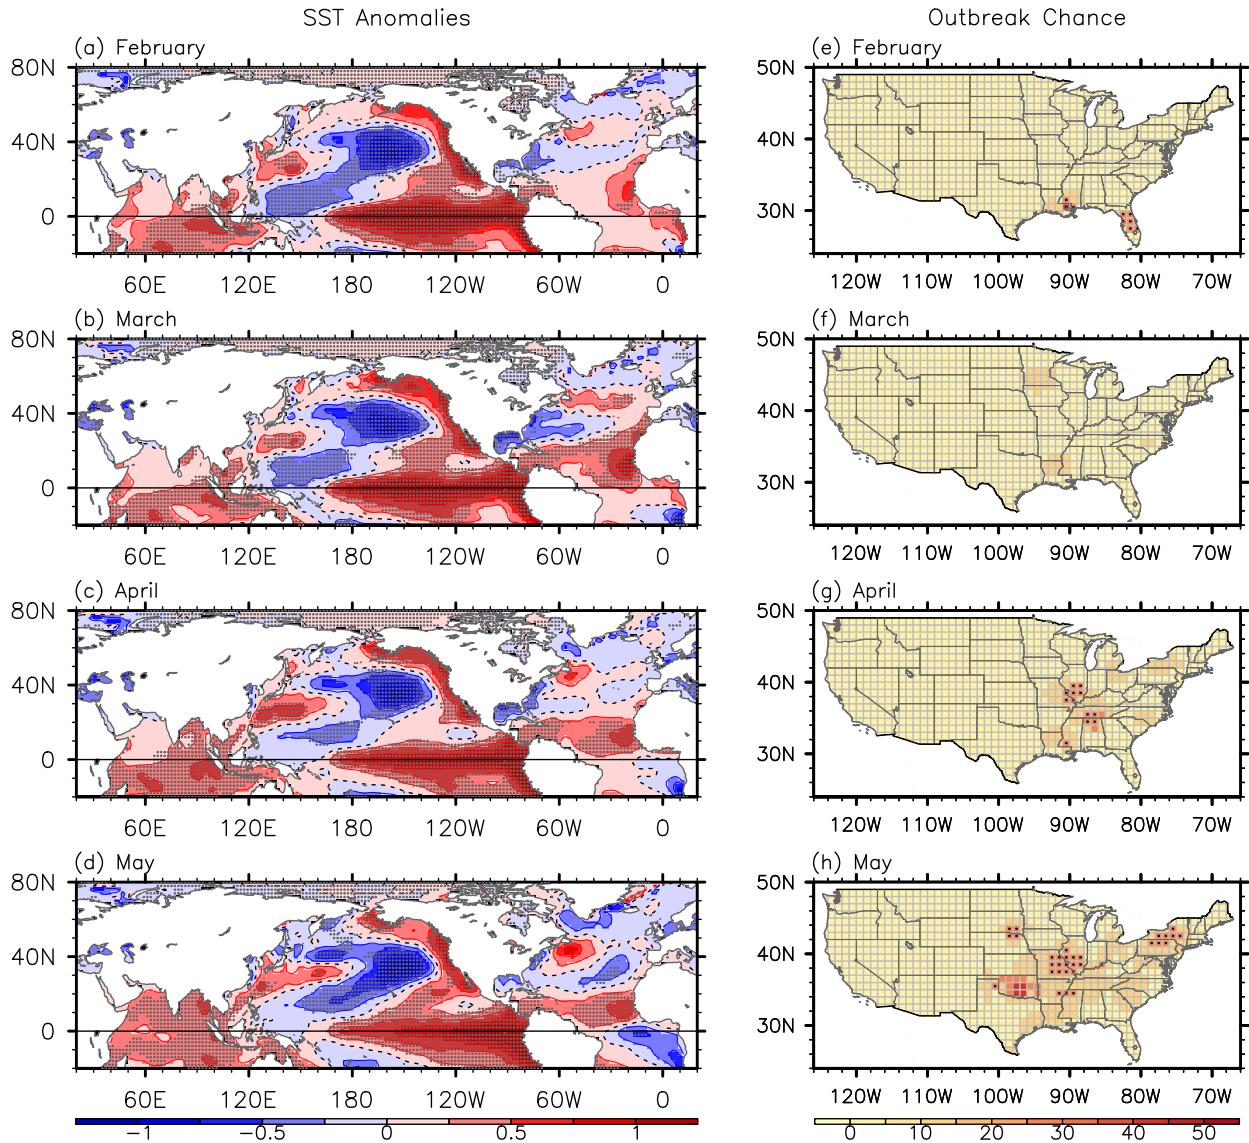 SST Anomalies
Outbreak Chance
(a) February
(e) February
80N
40N
0
60E 120E 180 120W 60W 0
50N
40N
30N
120W 110W 100W 90W 80W 70W
(b) March
(f) March
80N
40N
0
60E 120E 180 120W 60W 0
50N
40N
30N
120W 110W 100W 90W 80W 70W
(c) April
(g) April
80N
40N
0
60E 120E 180 120W 60W 0
50N
40N
30N
120W 110W 100W 90W 80W 70W
(d) May
(h) May
80N
40N
0
60E 120E 180 120W 60W 0
50N
40N
30N
120W 110W 100W 90W 80W 70W
-1 -0.5 0 0.5 1
0 10 20 30 40 50